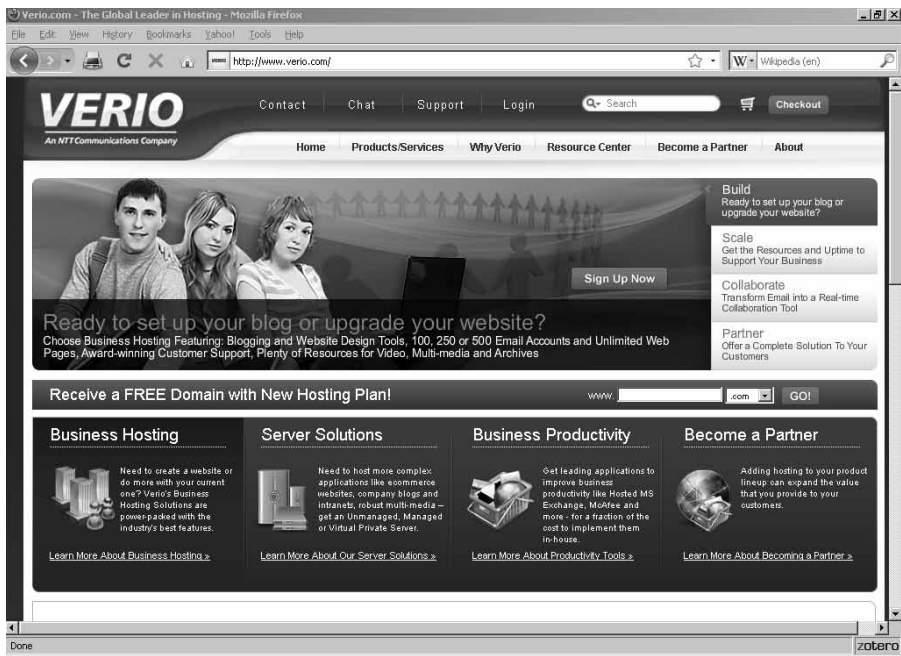 Verio.com - The Global Leader in Hosting - Mozilla Firefox
File Edit View History Bookmarks Yahoo! Tools Help
http://www.verio.com/
W Wikipedia (en)
VERIO
An NTT Communications Company
Contact Chat Support Login Search Checkout
Home Products/Services Why Verio Resource Center Become a Partner About
Build
Ready to set up your blog or
upgrade your website?
Scale
Get the Resources and Uptime to
Support Your Business
Collaborate
Transform Email into a Real-time
Collaboration Tool
Partner
Offer a Complete Solution To Your
Customers
Sign Up Now
Ready to set up your blog or upgrade your website?
Choose Business Hosting Featuring: Blogging and Website Design Tools, 100, 250 or 500 Email Accounts and Unlimited Web
Pages, Award-winning Customer Support, Plenty of Resources for Video, Multi-media and Archives
Receive a FREE Domain with New Hosting Plan! www. .com GO!
Business Hosting
Need to create a website or
do more with your current
one? Verio's Business
Hosting Solutions are
power-packed with the
industry's best features.
Learn More About Business Hosting »
Server Solutions
Need to host more complex
applications like ecommerce
websites, company blogs and
intranets, robust multi-media –
get an Unmanaged, Managed
or Virtual Private Server.
Learn More About Our Server Solutions »
Business Productivity
Get leading applications to
improve business
productivity like Hosted MS
Exchange, McAfee and
more - for a fraction of the
cost to implement them
in-house.
Learn More About Productivity Tools »
Become a Partner
Adding hosting to your product
lineup can expand the value
that you provide to your
customers.
Learn More About Becoming a Partner »
Done
zotero